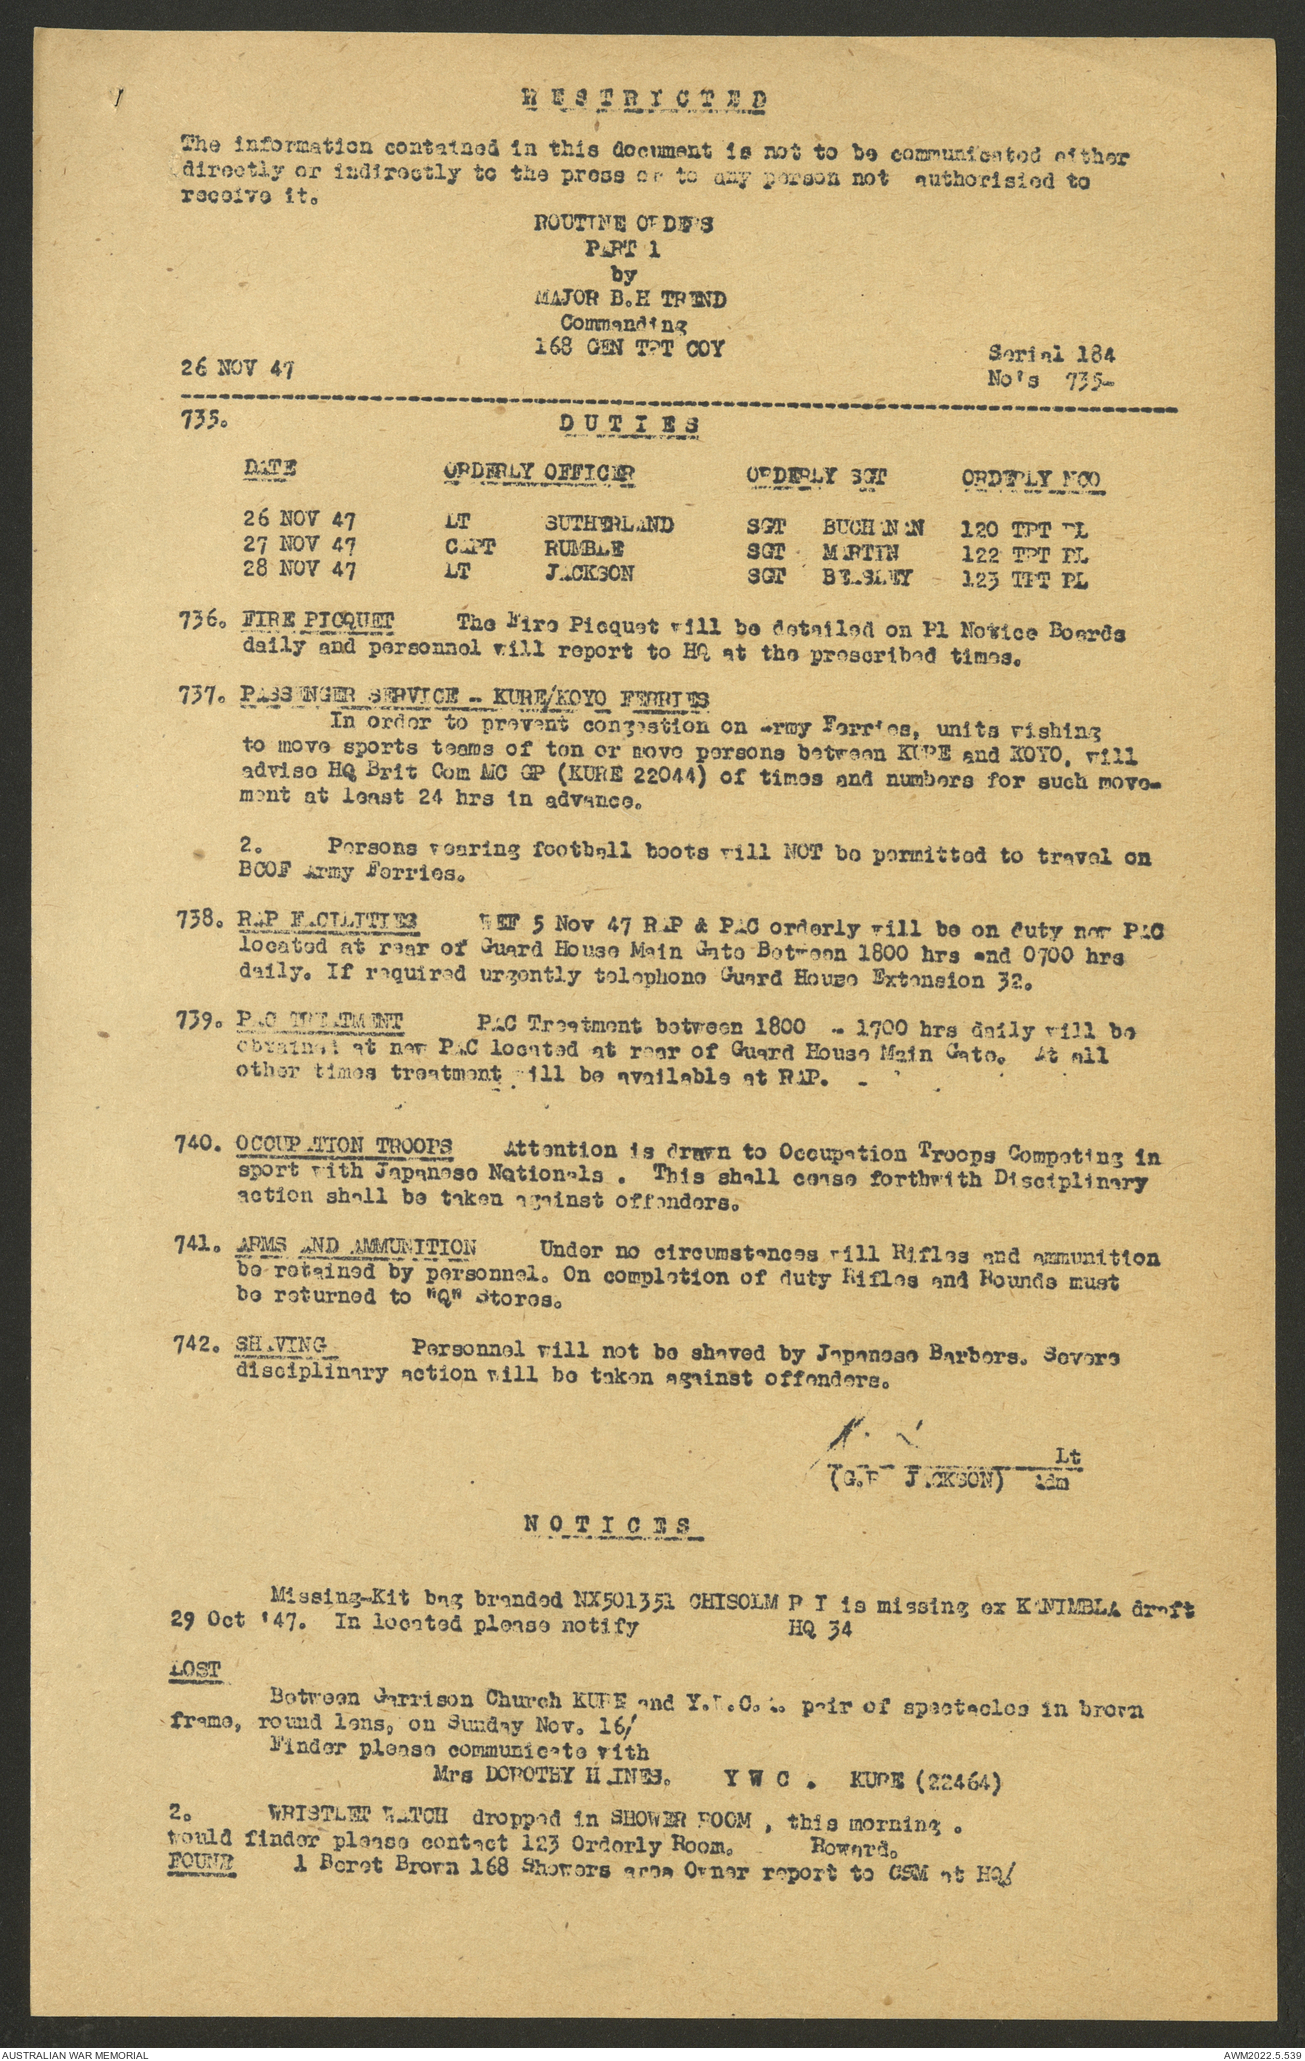 RESTRICTED
The information contained in this document is not to be communicated either
directly or indirectly to the press or to any person not authorisied to
receive it.
ROUTINE ORDERS
PART 1
by
MAJOR B.H TREND
Commanding
168 GEN TPT COY
26 NOV 47
Serial 184
No's 735-
735. DUTIES
DATE ORDERLY OFFICER ORDERLY SGT ORDERLY NCO
26 NOV 47 LT SUTHERLAND SGT BUCHANAN 120 TPT PL
27 NOV 47 CAPT RUMBLE SGT MARTIN 122 TPT PL
28 NOV 47 LT JACKSON SGT BEASLEY 123 TPT PL
736. FIRE PICQUET The Fire Picquet will be detailed on Pl Notice Boards
daily and personnel will report to HQ at the prescribed times.
737. PASSENGER SERVICE - KURE/KOYO FERRIES
In order to prevent congestion on Army Ferries, units wishing
to move sports teams of ten or move persons between KURE and KOYO, will
advise HQ Brit Com MC GP (KURE 22044) of times and numbers for such move-
ment at least 24 hrs in advance.
2. Persons wearing football boots will NOT be permitted to travel on
BCOF Army Ferries.
738. RAP FACILITIES WEF 5 Nov 47 RAP & PAC orderly will be on duty new PAC
located at rear of Guard House Main Gate Between 1800 hrs and 0700 hrs
daily. If required urgently telephone Guard House Extension 32.
739. PAC TREATMENT PAC Treatment between 1800 - 1700 hrs daily will be
obrained at new PAC located at rear of Guard House Main Gate. At all
other times treatment will be available at RAP. -
740. OCCUPATION TROOPS Attention is drawn to Occupation Troops Competing in
sport with Japanese Nationals . This shall cease forthwith Disciplinary
action shall be taken against offenders.
741. ARMS AND AMMUNITION Under no circumstances will Rifles and ammunition
be retained by personnel. On completion of duty Rifles and Rounds must
be returned to "Q" Stores.
742. SHAVING Personnel will not be shaved by Japanese Barbers. Severe
disciplinary action will be taken against offenders.
Lt
(G. JACKSON) Adm
NOTICES
Missing-Kit bag branded NX501351 CHISOLM P T is missing ex KANIMBLA draft
29 Oct '47. In located please notify HQ 34
LOST
Between Garrison Church KURE and Y.W.C.A. pair of spectacles in brown
frame, round lens, on Sunday Nov. 16/
Finder please communicate with
Mrs DOROTHY HAINES. Y W C . KURE (22464)
2. WRISTLET WATCH dropped in SHOWER ROOM , this morning .
would finder please contact 123 Orderly Room. Reward.
FOUND 1 Beret Brown 168 Showers area Owner report to CSM at HQ/
AUSTRALIAN WAR MEMORIAL
AWM2022.5.539